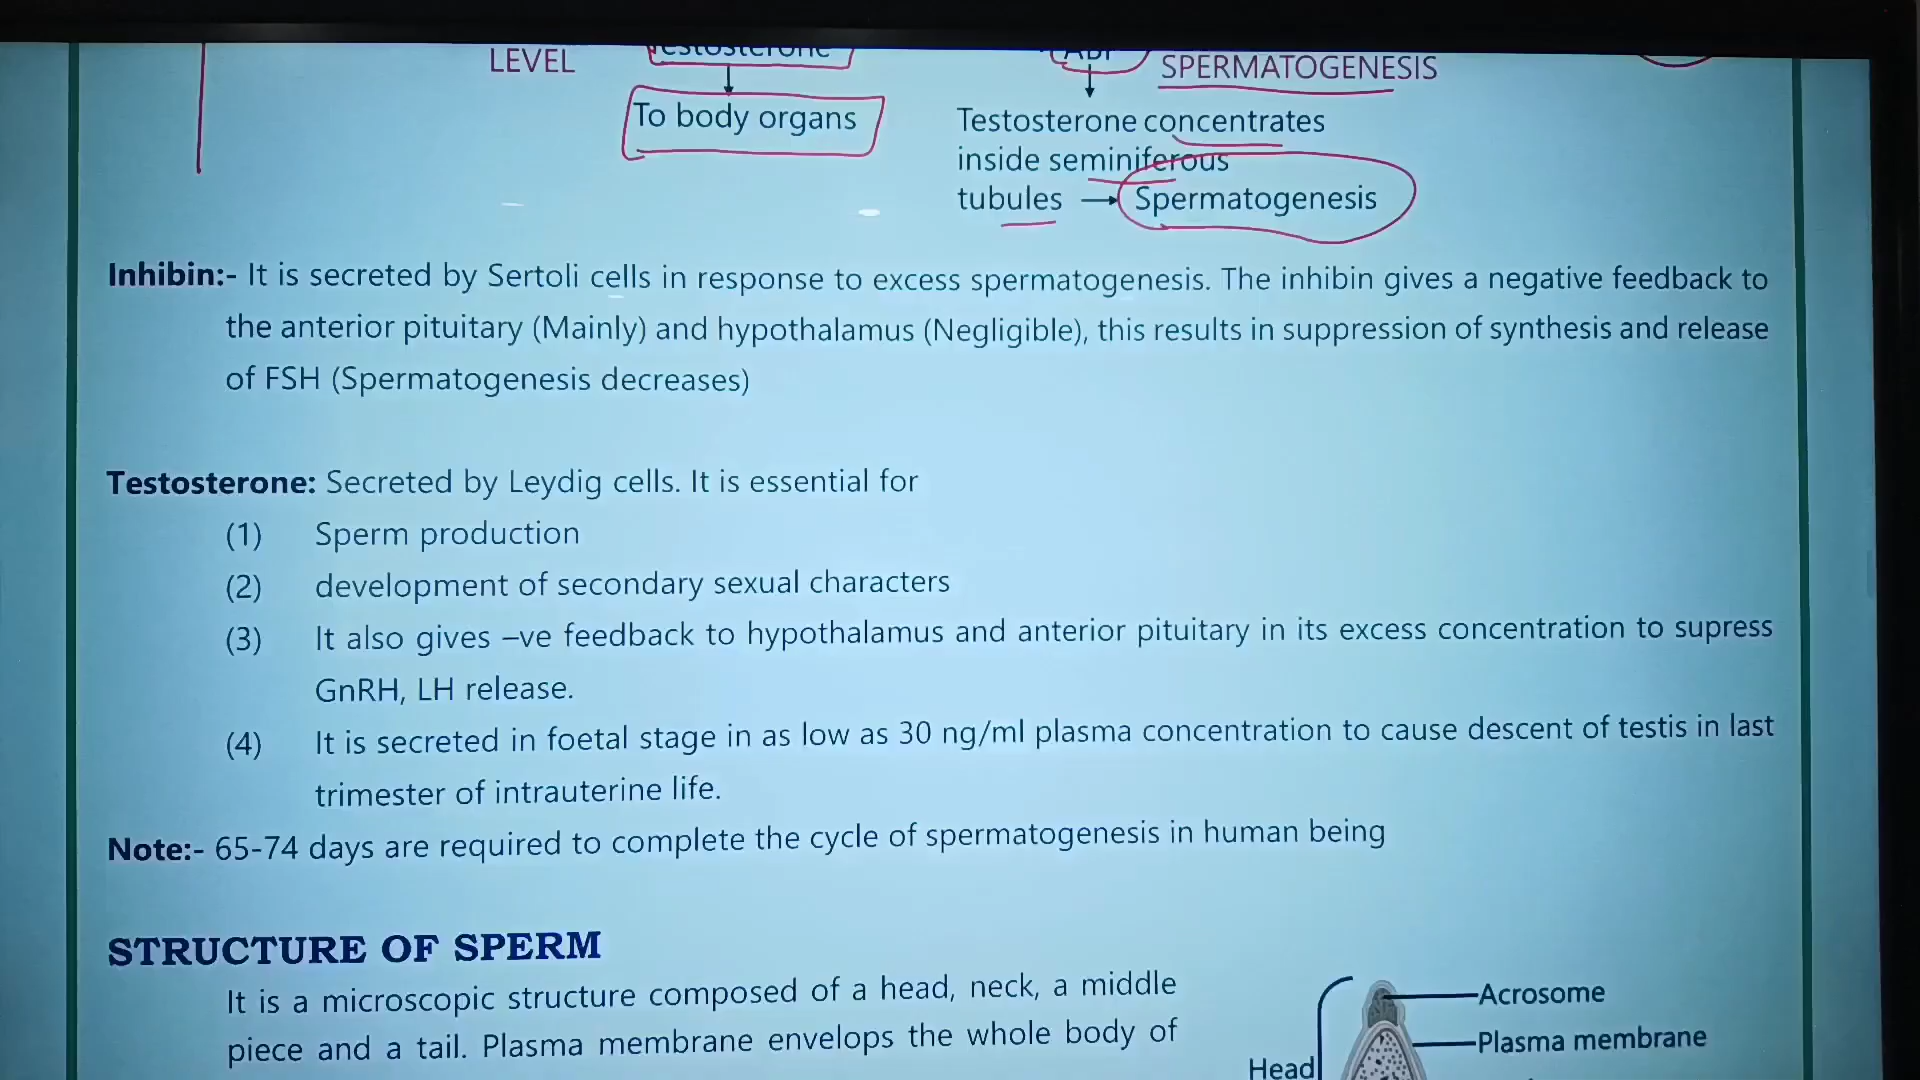 LEVEL
Testosterone
ABP
SPERMATOGENESIS
To body organs
Testosterone concentrates
inside seminiferous
tubules → Spermatogenesis
Inhibin:- It is secreted by Sertoli cells in response to excess spermatogenesis. The inhibin gives a negative feedback to
the anterior pituitary (Mainly) and hypothalamus (Negligible), this results in suppression of synthesis and release
of FSH (Spermatogenesis decreases)
Testosterone: Secreted by Leydig cells. It is essential for
(1) Sperm production
(2) development of secondary sexual characters
(3) It also gives –ve feedback to hypothalamus and anterior pituitary in its excess concentration to supress
GnRH, LH release.
(4) It is secreted in foetal stage in as low as 30 ng/ml plasma concentration to cause descent of testis in last
trimester of intrauterine life.
Note:- 65-74 days are required to complete the cycle of spermatogenesis in human being
STRUCTURE OF SPERM
It is a microscopic structure composed of a head, neck, a middle
piece and a tail. Plasma membrane envelops the whole body of
Acrosome
Plasma membrane
Head